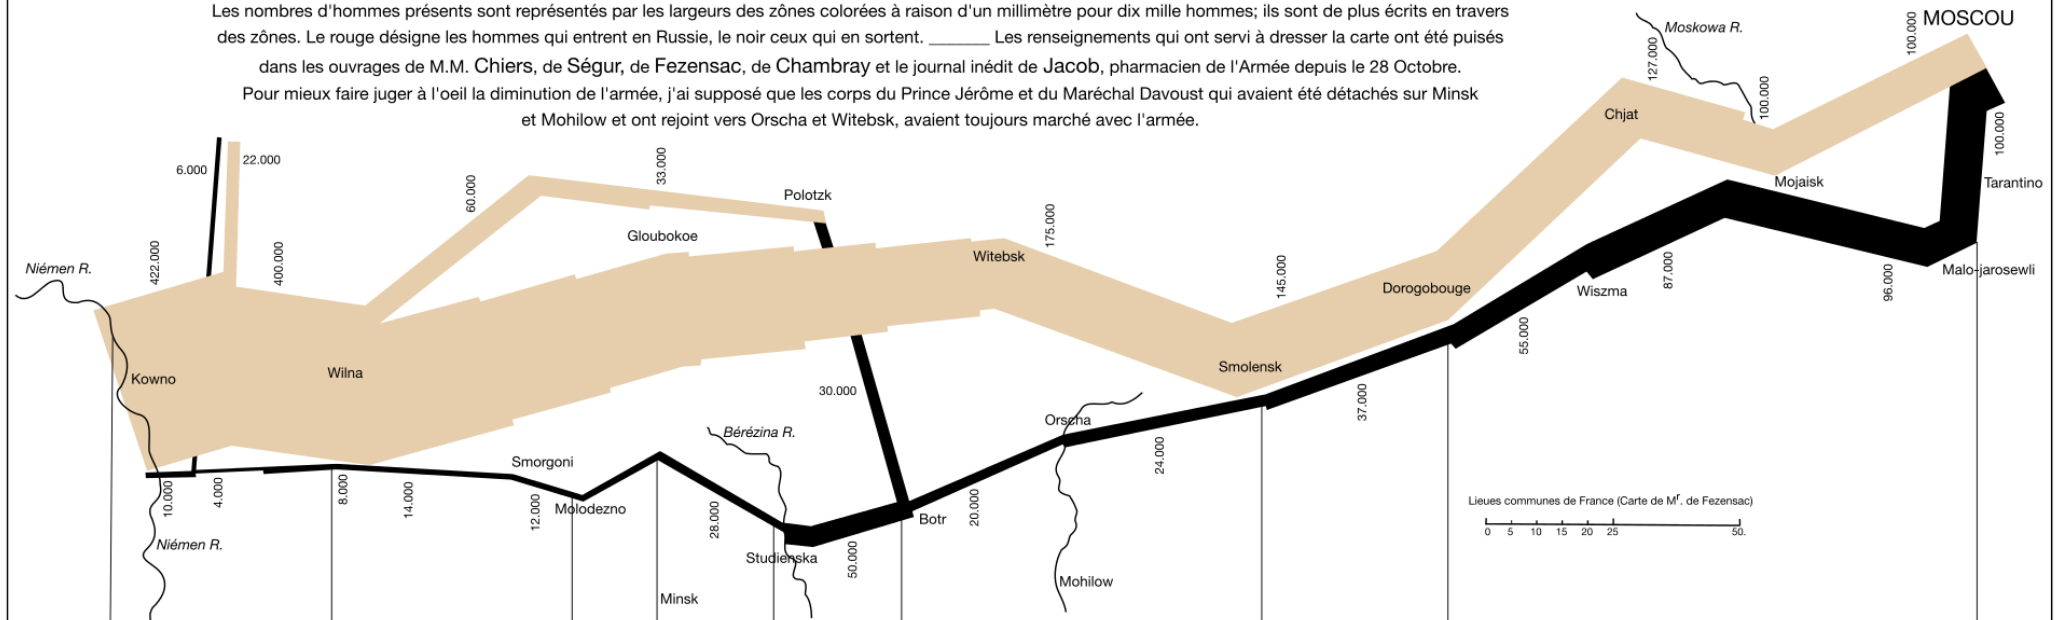 Les nombres d'hommes présents sont représentés par les largeurs des zônes colorées à raison d'un millimètre pour dix mille hommes; ils sont de plus écrits en travers
des zônes. Le rouge désigne les hommes qui entrent en Russie, le noir ceux qui en sortent. _______ Les renseignements qui ont servi à dresser la carte ont été puisés
dans les ouvrages de M.M. Chiers, de Ségur, de Fezensac, de Chambray et le journal inédit de Jacob, pharmacien de l'Armée depuis le 28 Octobre.
Pour mieux faire juger à l'oeil la diminution de l'armée, j'ai supposé que les corps du Prince Jérôme et du Maréchal Davoust qui avaient été détachés sur Minsk
et Mohilow et ont rejoint vers Orscha et Witebsk, avaient toujours marché avec l'armée.
MOSCOU
100.000
Moskowa R.
127.000
100.000
Chjat
100.000
Mojaisk
Tarantino
6.000
22.000
60.000
33.000
Polotzk
Gloubokoe
175.000
Witebsk
422.000
400.000
Niémen R.
145.000
Dorogobouge
Wiszma
87.000
96.000
Malo-jarosewli
55.000
Kowno
Wilna
Smolensk
30.000
37.000
Orscha
Bérézina R.
24.000
Smorgoni
10.000
4.000
8.000
14.000
12.000
Molodezno
28.000
Botr
20.000
Lieues communes de France (Carte de Mr. de Fezensac)
0 5 10 15 20 25 50.
Niémen R.
Studienska
50.000
Mohilow
Minsk